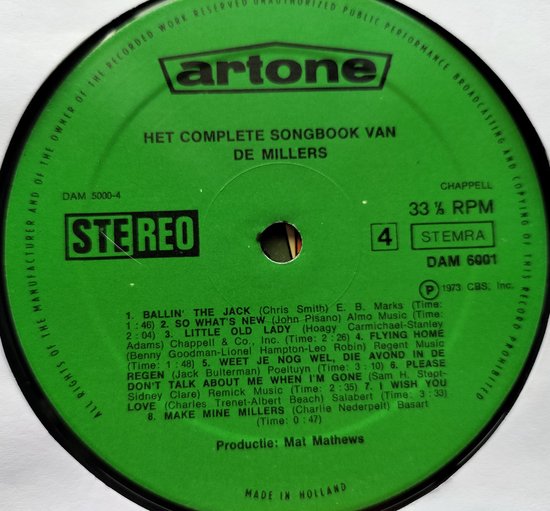 ALL RIGHTS OF THE MANUFACTURER AND OF THE OWNER OF THE RECORDED WORK RESERVED UNAUTHORIZED PUBLIC PERFORMANCE BROADCASTING AND COPYING OF THIS RECORD PROHIBITED
artone
HET COMPLETE SONGBOOK VAN
DE MILLERS
DAM 5000-4
CHAPPELL
STEREO
33 ⅓ RPM
4 STEMRA
DAM 6001
P 1973 CBS, Inc.
1. BALLIN' THE JACK (Chris Smith) E. B. Marks (Time:
1 : 46) 2. SO WHAT'S NEW (John Pisano) Almo Music (Time:
2 : 04) 3. LITTLE OLD LADY (Hoagy Carmichael-Stanley
Adams) Chappell & Co., Inc. (Time: 2 : 26) 4. FLYING HOME
(Benny Goodman-Lionel Hampton-Leo Robin) Regent Music
(Time: 1 : 48) 5. WEET JE NOG WEL, DIE AVOND IN DE
REGEN (Jack Bulterman) Poeltuyn (Time: 3 : 10) 6. PLEASE
DON'T TALK ABOUT ME WHEN I'M GONE (Sam H. Stept-
Sidney Clare) Remick Music (Time: 2 : 35) 7. I WISH YOU
LOVE (Charles Trenet-Albert Beach) Salabert (Time: 3 : 33)
8. MAKE MINE MILLERS (Charlie Nederpelt) Basart
(Time: 0 : 47)
Productie: Mat Mathews
MADE IN HOLLAND